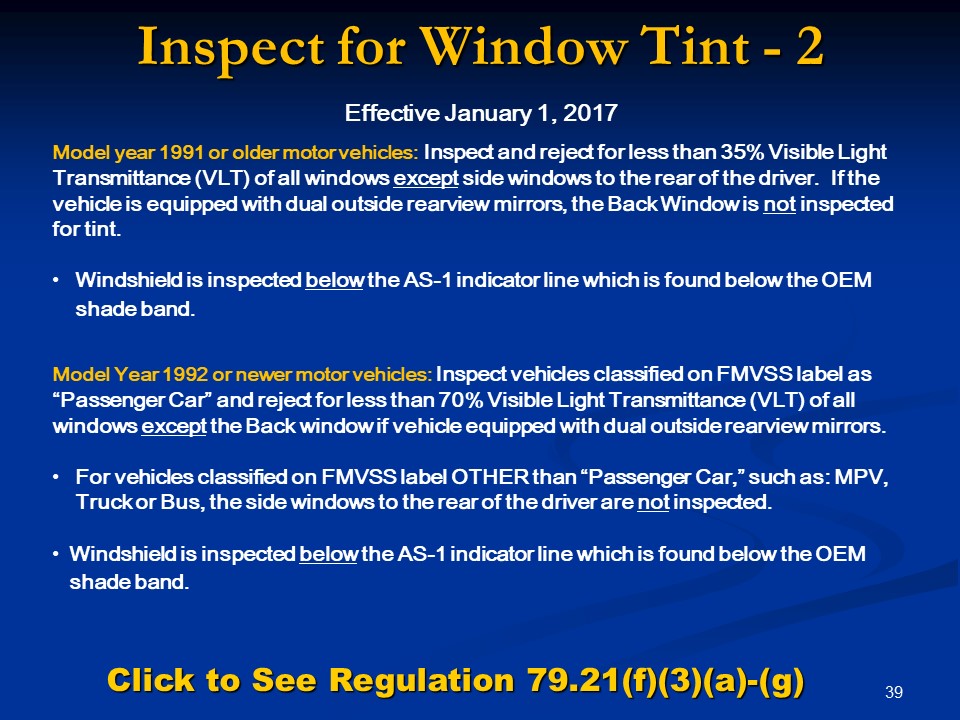 Inspect for Window Tint - 2
Effective January 1, 2017
Model year 1991 or older motor vehicles: Inspect and reject for less than 35% Visible Light
Transmittance (VLT) of all windows except side windows to the rear of the driver. If the
vehicle is equipped with dual outside rearview mirrors, the Back Window is not inspected
for tint.
• Windshield is inspected below the AS-1 indicator line which is found below the OEM
shade band.
Model Year 1992 or newer motor vehicles: Inspect vehicles classified on FMVSS label as
“Passenger Car” and reject for less than 70% Visible Light Transmittance (VLT) of all
windows except the Back window if vehicle equipped with dual outside rearview mirrors.
• For vehicles classified on FMVSS label OTHER than “Passenger Car,” such as: MPV,
Truck or Bus, the side windows to the rear of the driver are not inspected.
• Windshield is inspected below the AS-1 indicator line which is found below the OEM
shade band.
Click to See Regulation 79.21(f)(3)(a)-(g)
39